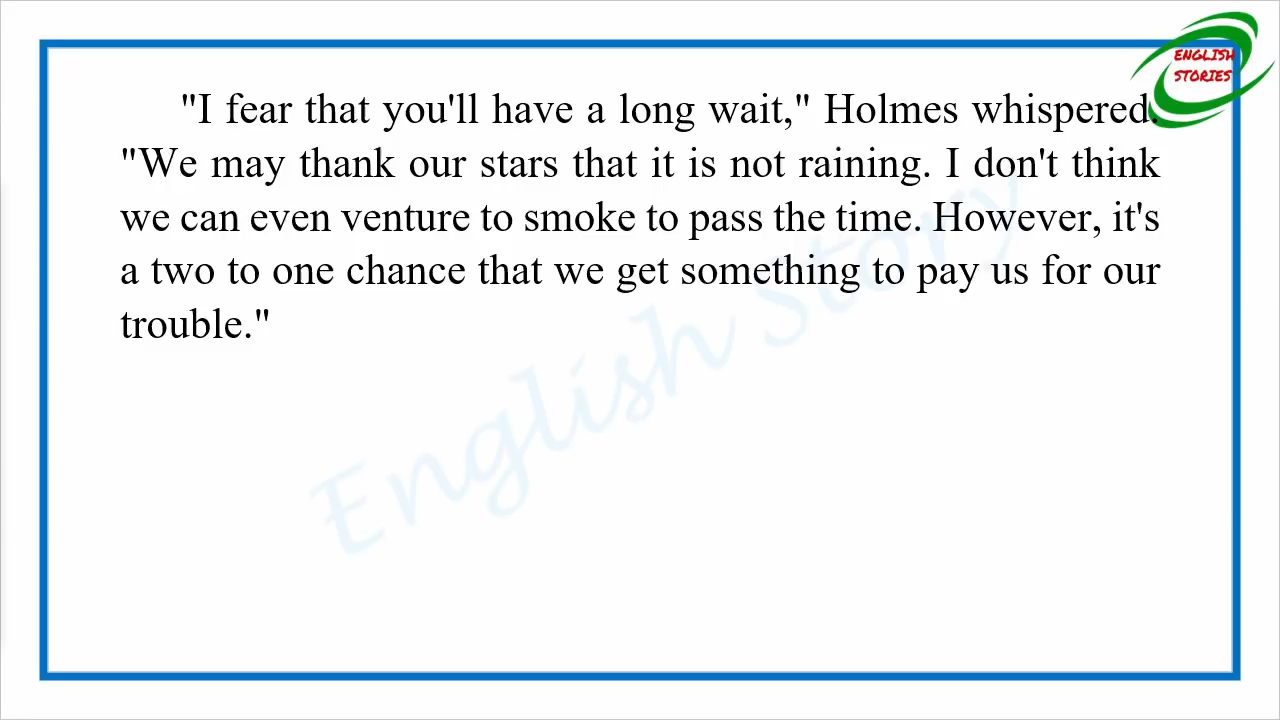 ENGLISH
STORIES
"I fear that you'll have a long wait," Holmes whispered.
"We may thank our stars that it is not raining. I don't think
we can even venture to smoke to pass the time. However, it's
a two to one chance that we get something to pay us for our
trouble."
English Story